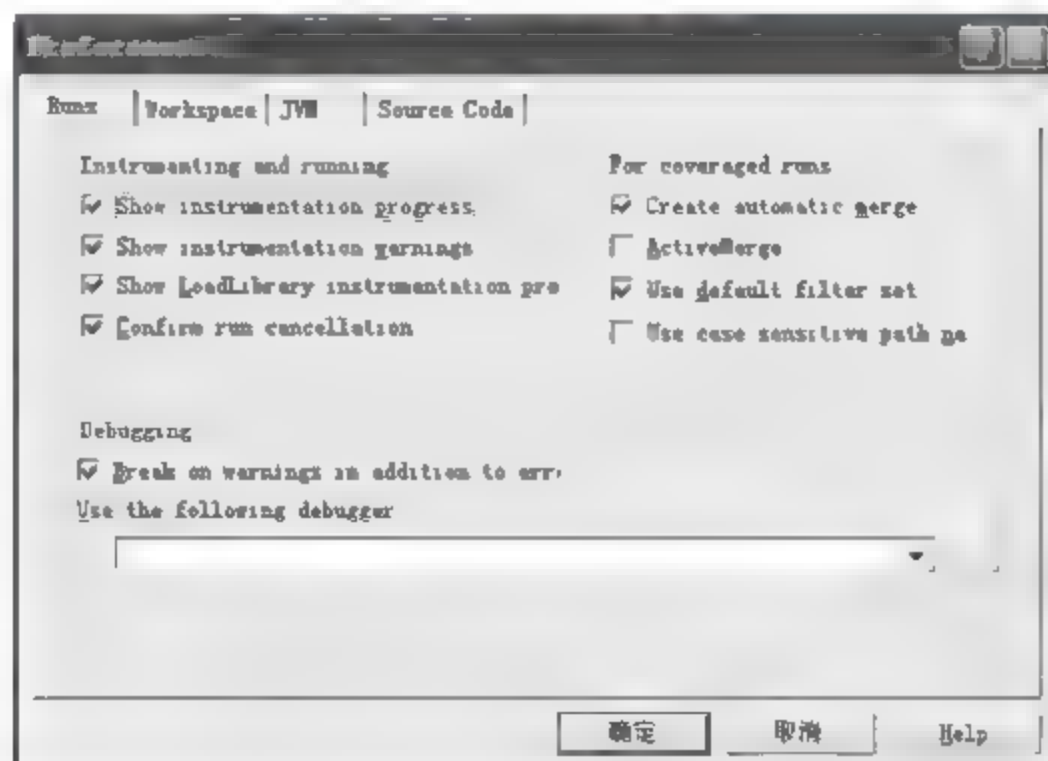 Preferences
Runs Workspace JVM Source Code
Instrumenting and running
Show instrumentation progress
Show instrumentation warnings
Show LoadLibrary instrumentation pro
Confirm run cancellation
For coveraged runs
Create automatic merge
ActiveMerge
Use default filter set
Use case sensitive path na
Debugging
Break on warnings in addition to err
Use the following debugger
确定 取消 Help